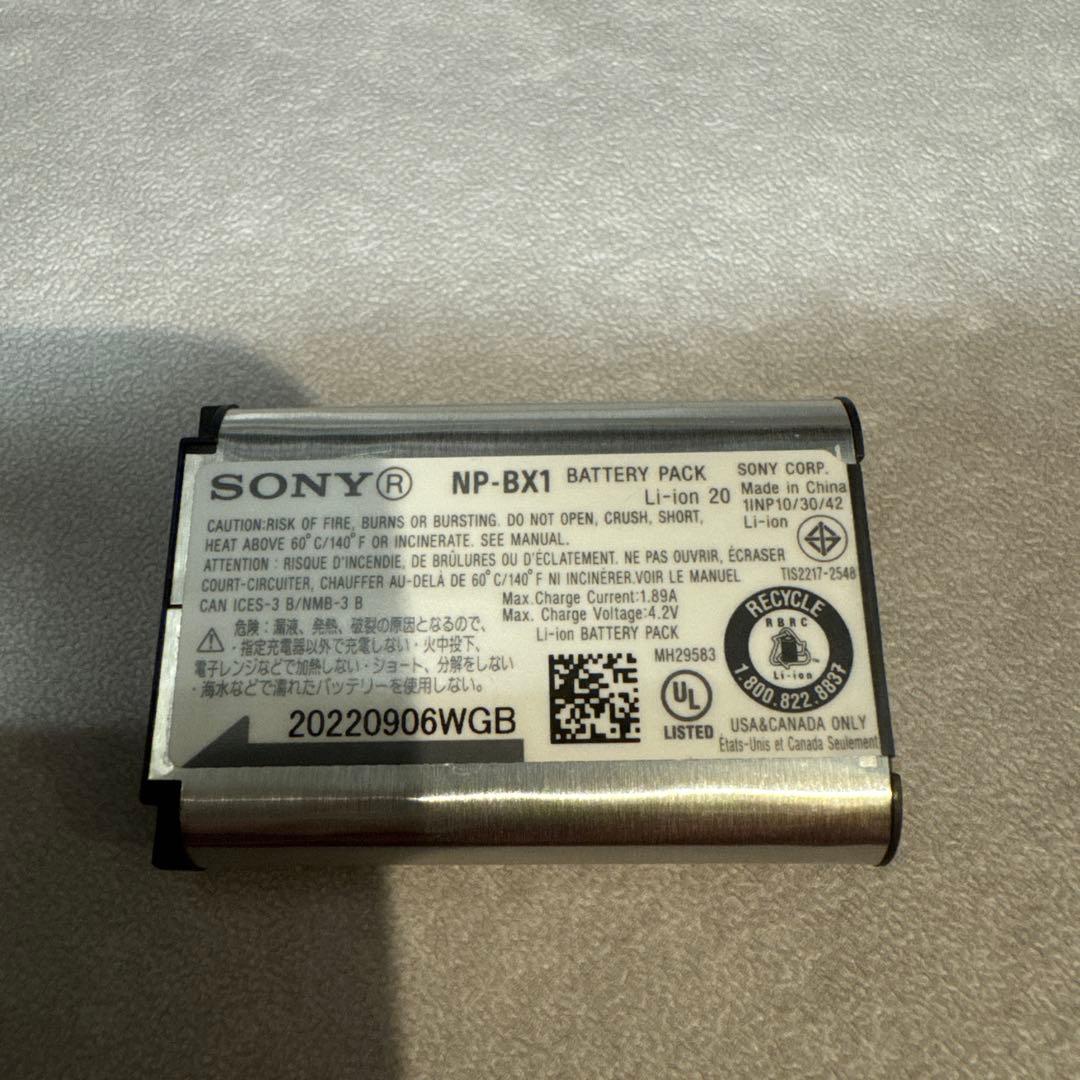 SONY® NP-BX1 BATTERY PACK
Li-ion 20
SONY CORP.
Made in China
1INP10/30/42
Li-ion
CAUTION:RISK OF FIRE, BURNS OR BURSTING. DO NOT OPEN, CRUSH, SHORT,
HEAT ABOVE 60°C/140°F OR INCINERATE. SEE MANUAL.
ATTENTION : RISQUE D'INCENDIE, DE BRÛLURES OU D'ÉCLATEMENT. NE PAS OUVRIR, ÉCRASER
COURT-CIRCUITER, CHAUFFER AU-DELÀ DE 60°C/140°F NI INCINÉRER.VOIR LE MANUEL
TIS2217-2548
CAN ICES-3 B/NMB-3 B
Max.Charge Current:1.89A
Max. Charge Voltage:4.2V
Li-ion BATTERY PACK
危険：漏液、発熱、破裂の原因となるので、
・指定充電器以外で充電しない・火中投下、
電子レンジなどで加熱しない・ショート、分解をしない
・海水などで濡れたバッテリーを使用しない。
20220906WGB
MH29583
UL
LISTED
RECYCLE
RBRC
Li-ion
1.800.822.8837
USA&CANADA ONLY
États-Unis et Canada Seulement